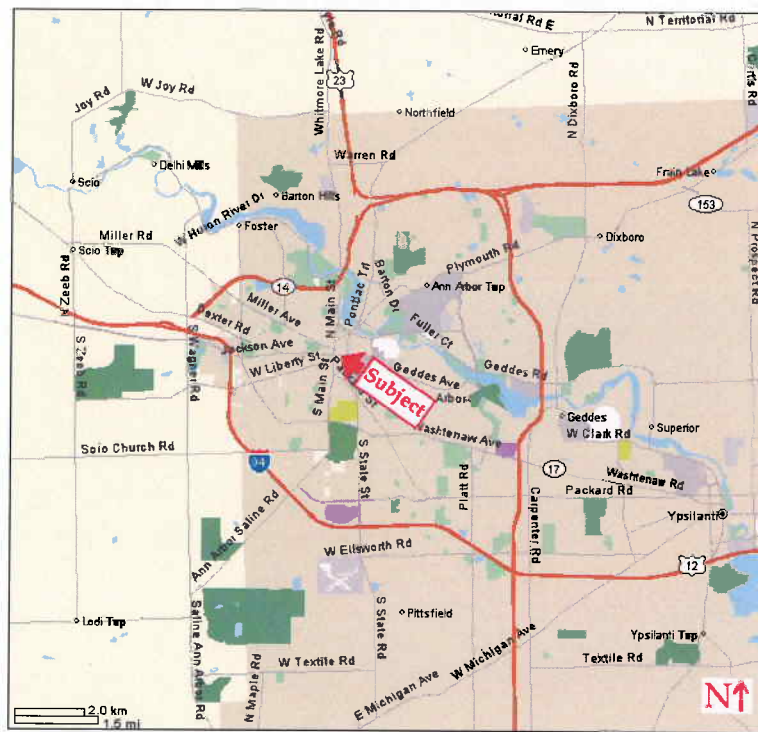 N Territorial Rd
Emery
Whitmore Lake Rd
23
N Dixboro Rd
Curtis Rd
Joy Rd
W Joy Rd
Northfield
Warren Rd
Scio
Delhi Mills
Barton Hills
Frain Lake
153
W Huron River Dr
Foster
Miller Rd
Scio Twp
Dixboro
Plymouth Rd
N Prospect Rd
Zeeb Rd
14
N Main St
Pontiac Trl
Barton Dr
Ann Arbor Twp
Miller Ave
Dexter Rd
Fuller Ct
Jackson Ave
S Zeeb Rd
S Wagner Rd
W Liberty St
S Main St
Subject
Geddes Ave
Geddes Rd
Arbor
Geddes
Washtenaw Ave
W Clark Rd
Superior
Scio Church Rd
94
S State St
Platt Rd
17
Washtenaw Rd
Packard Rd
Carpenter Rd
Ypsilanti
Ann Arbor Saline Rd
W Ellsworth Rd
12
Lodi Twp
Saline Ann Arbor Rd
S State Rd
Pittsfield
W Michigan Ave
Ypsilanti Twp
N Maple Rd
W Textile Rd
Textile Rd
E Michigan Ave
N
2.0 km
1.5 mi